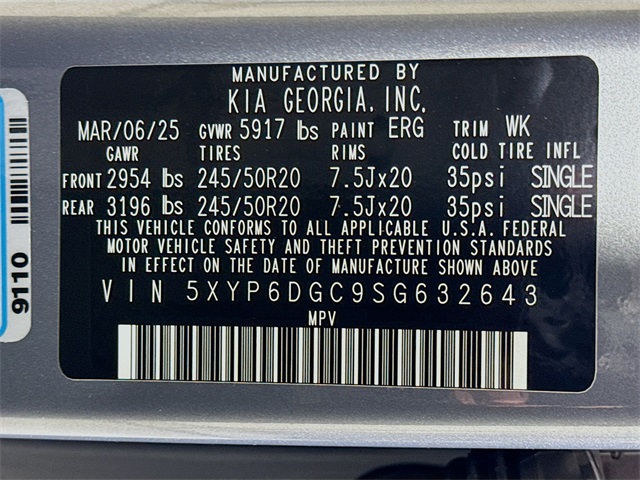 MANUFACTURED BY
KIA GEORGIA, INC.
MAR/06/25 GVWR 5917 lbs PAINT ERG TRIM WK
GAWR TIRES RIMS COLD TIRE INFL
FRONT 2954 lbs 245/50R20 7.5Jx20 35psi SINGLE
REAR 3196 lbs 245/50R20 7.5Jx20 35psi SINGLE
THIS VEHICLE CONFORMS TO ALL APPLICABLE U.S.A. FEDERAL
MOTOR VEHICLE SAFETY AND THEFT PREVENTION STANDARDS
IN EFFECT ON THE DATE OF MANUFACTURE SHOWN ABOVE
VIN 5XYP6DGC9SG632643
MPV
9110